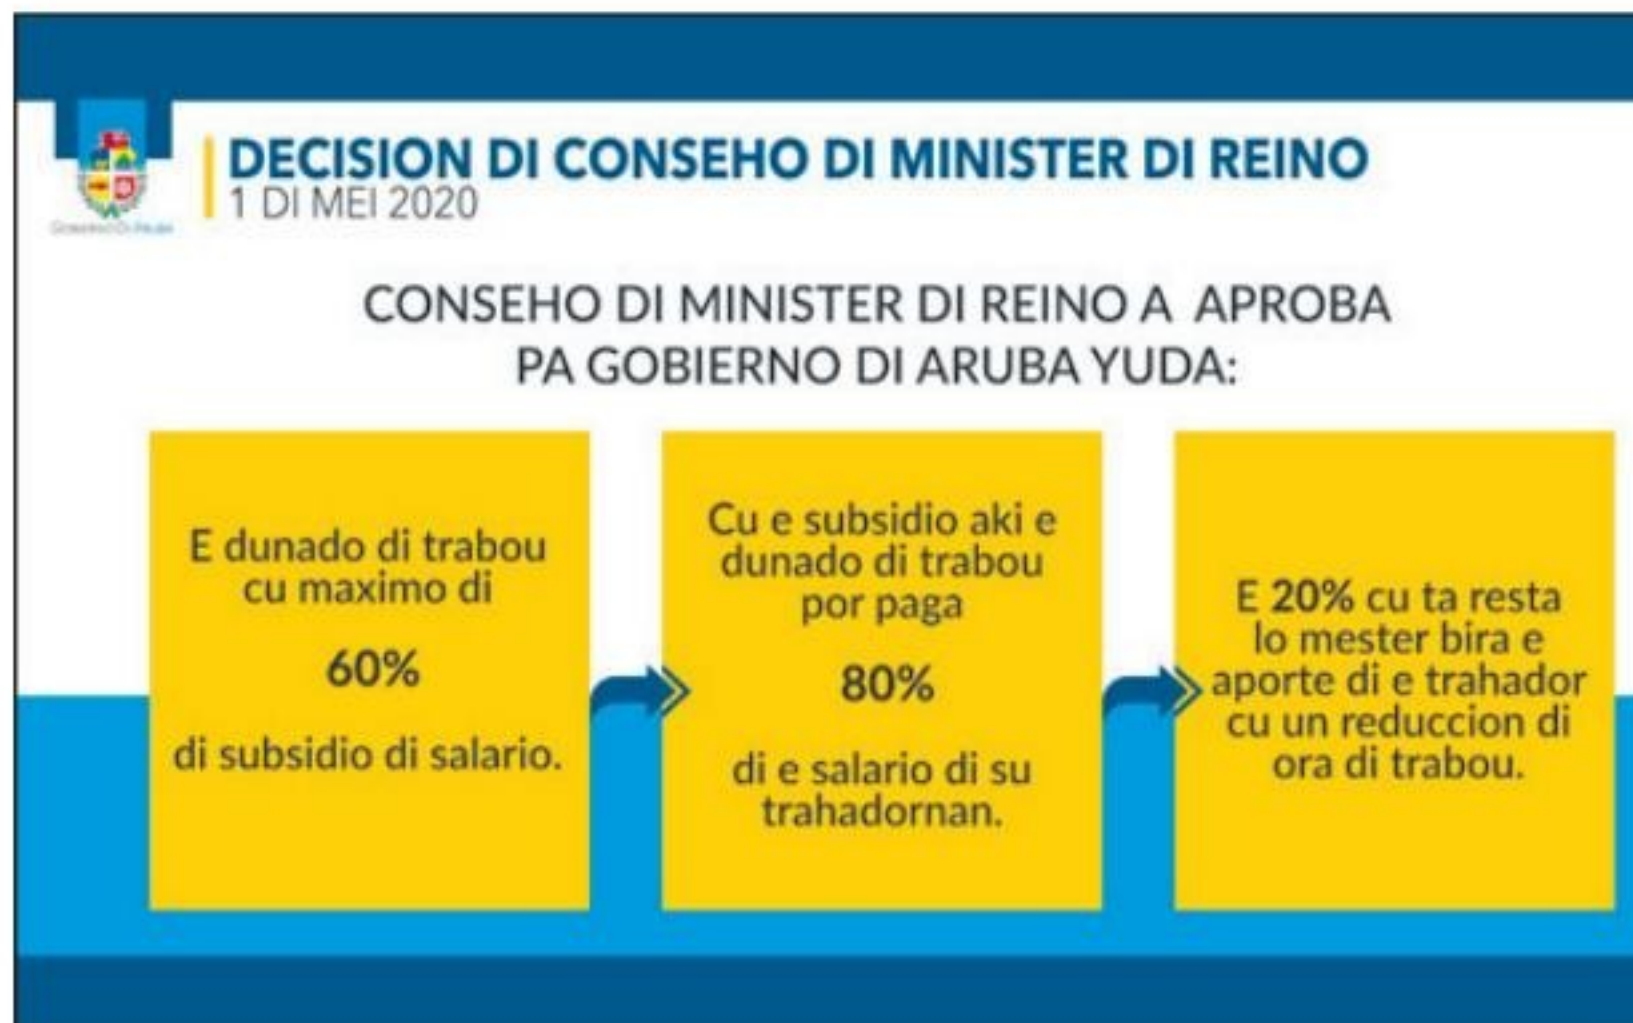 DECISION DI CONSEHO DI MINISTER DI REINO
1 DI MEI 2020
GOBIERNO DI ARUBA
CONSEHO DI MINISTER DI REINO A APROBA
PA GOBIERNO DI ARUBA YUDA:
E dunado di trabou
cu maximo di
60%
di subsidio di salario.
Cu e subsidio aki e
dunado di trabou
por paga
80%
di e salario di su
trahadornan.
E 20% cu ta resta
lo mester bira e
aporte di e trahador
cu un reduccion di
ora di trabou.